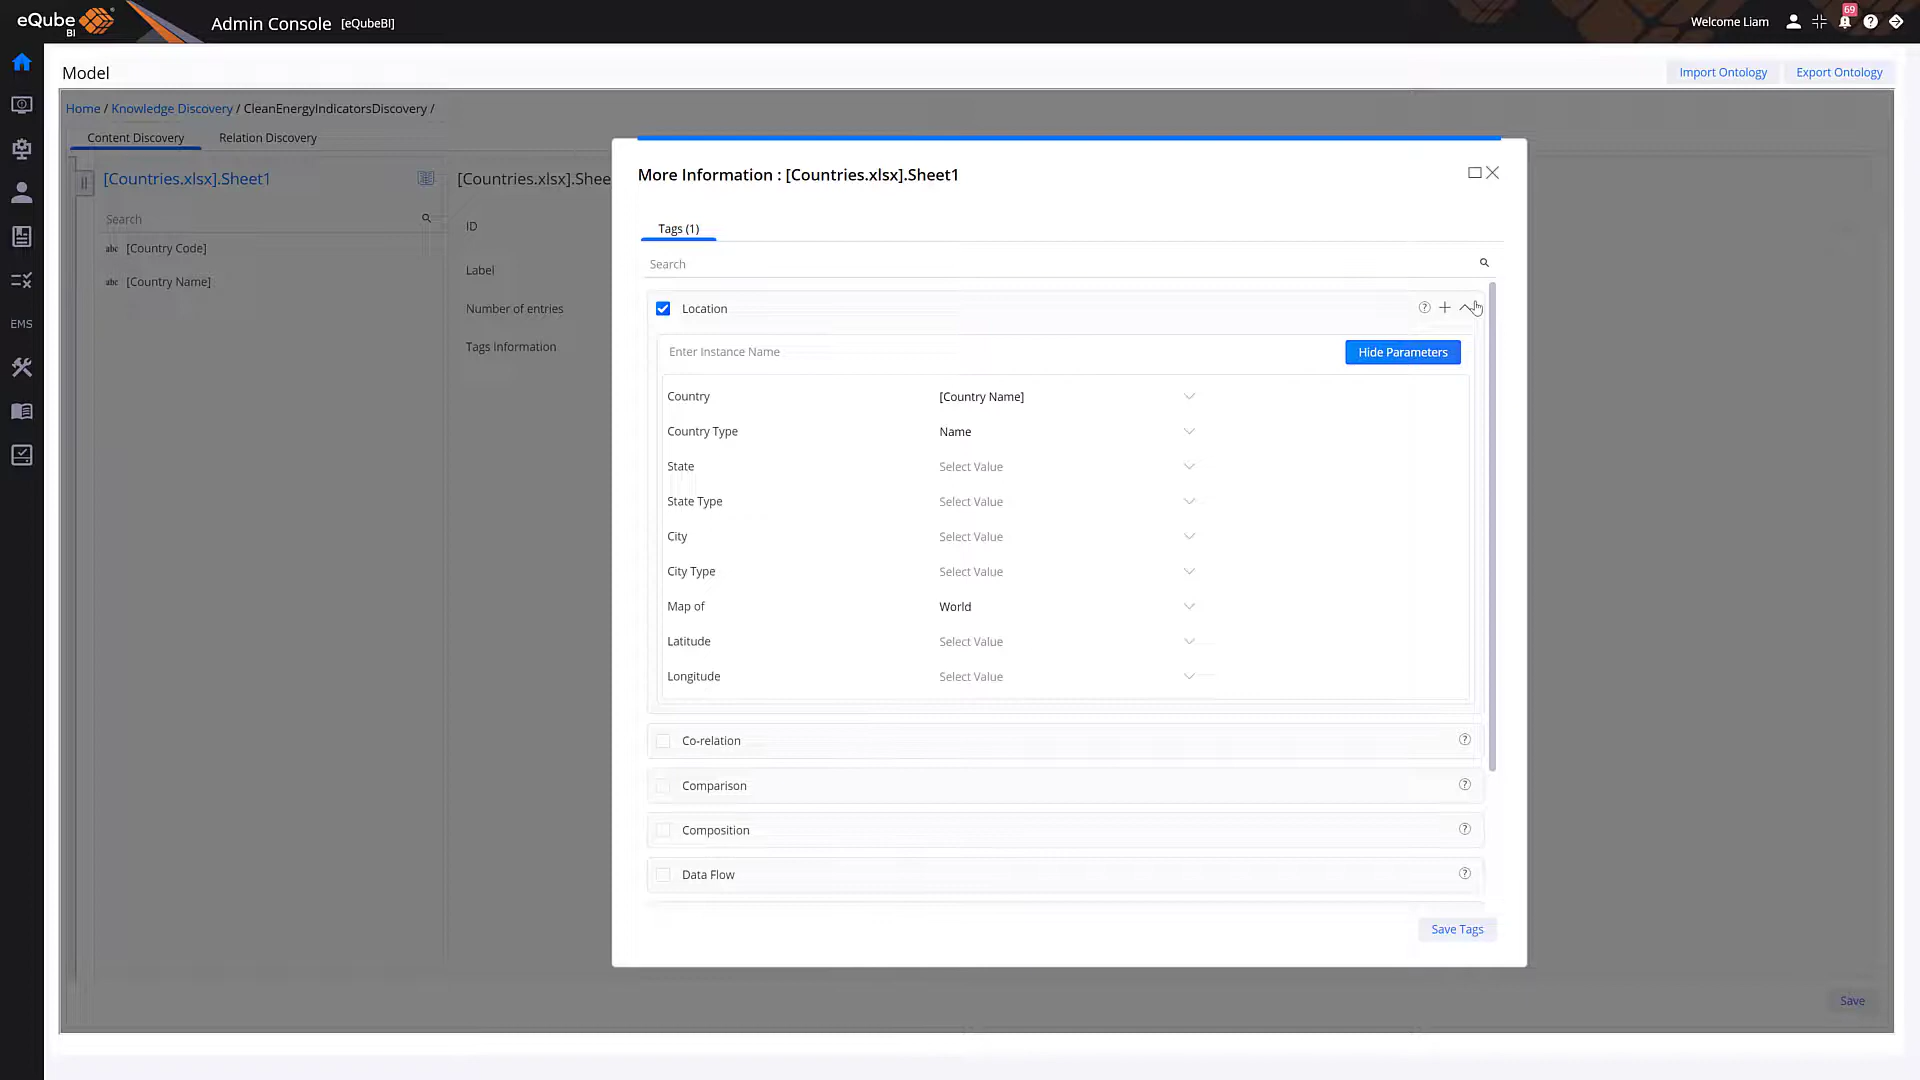 eQube BI
Admin Console [eQubeBI]
Welcome Liam
69
Model
Import Ontology
Export Ontology
Home / Knowledge Discovery / CleanEnergyIndicatorsDiscovery /
Content Discovery
Relation Discovery
[Countries.xlsx].Sheet1
Search
abc [Country Code]
abc [Country Name]
EMS
[Countries.xlsx].Shee
ID
Label
Number of entries
Tags information
More Information : [Countries.xlsx].Sheet1
Tags (1)
Search
Location
Enter Instance Name
Hide Parameters
Country [Country Name]
Country Type Name
State Select Value
State Type Select Value
City Select Value
City Type Select Value
Map of World
Latitude Select Value
Longitude Select Value
Co-relation
Comparison
Composition
Data Flow
Save Tags
Save